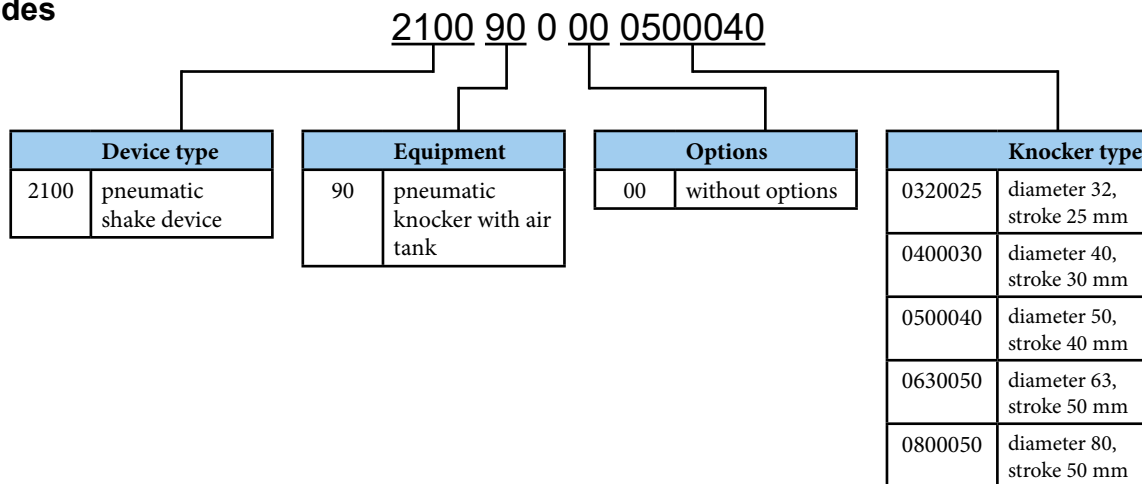 des
2100 90 0 00 0500040
Device type
2100 pneumatic
shake device
Equipment
90 pneumatic
knocker with air
tank
Options
00 without options
Knocker type
0320025 diameter 32,
stroke 25 mm
0400030 diameter 40,
stroke 30 mm
0500040 diameter 50,
stroke 40 mm
0630050 diameter 63,
stroke 50 mm
0800050 diameter 80,
stroke 50 mm